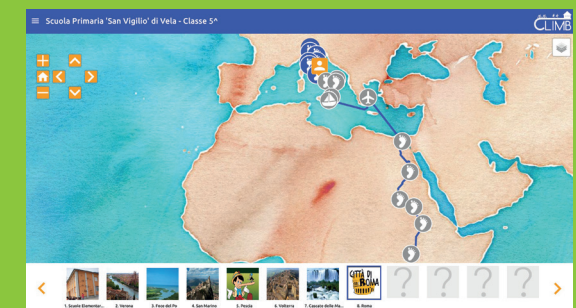 Scuola Primaria 'San Vigilio' di Vela - Classe 5^
CLIMB
CITTÀ DI
ROMA
1. Scuola Elementar...
2. Verona
3. Foce del Po
4. San Marino
5. Pescia
6. Volterra
7. Cascate delle Ma...
8. Roma
? ? ? ?